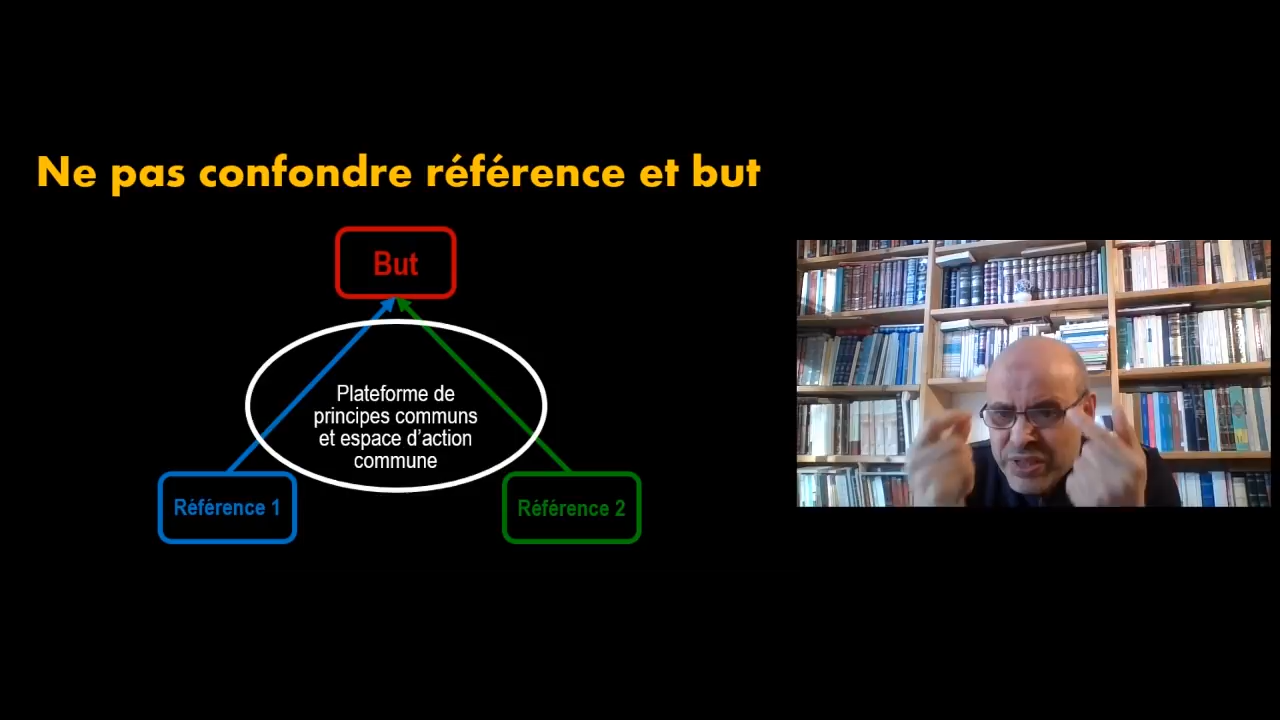 Ne pas confondre référence et but
But
Plateforme de
principes communs
et espace d'action
commune
Référence 1
Référence 2